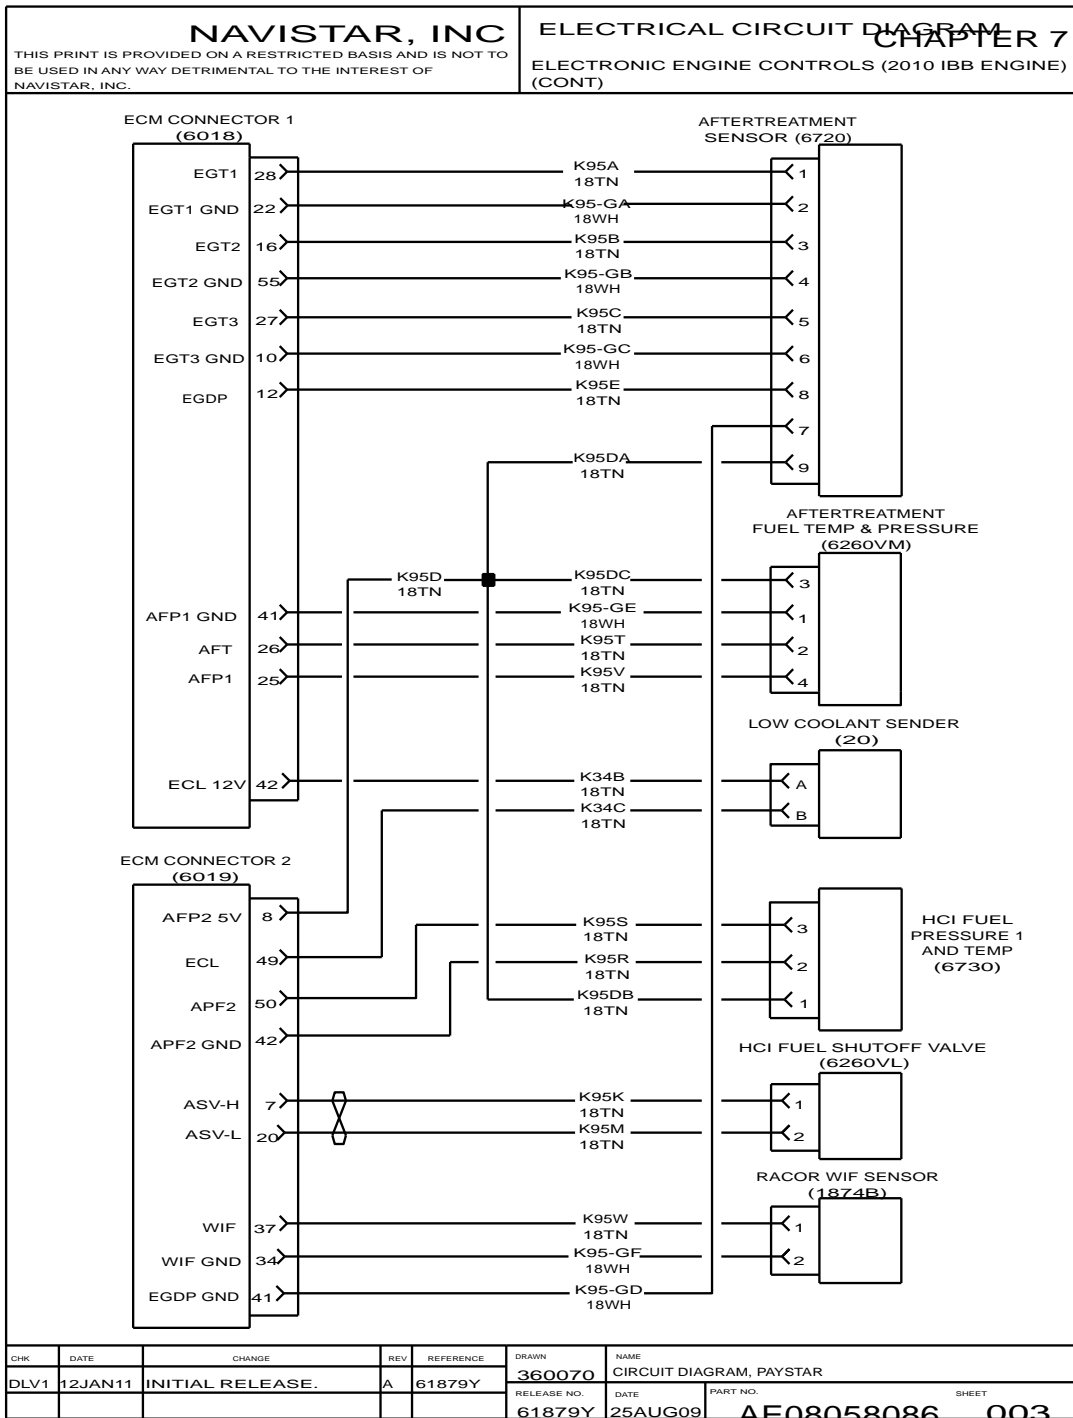 NAVISTAR, INC
THIS PRINT IS PROVIDED ON A RESTRICTED BASIS AND IS NOT TO
BE USED IN ANY WAY DETRIMENTAL TO THE INTEREST OF
NAVISTAR, INC.
ELECTRICAL CIRCUIT DIAGRAM
CHAPTER 7
ELECTRONIC ENGINE CONTROLS (2010 IBB ENGINE)
(CONT)
ECM CONNECTOR 1
(6018)
AFTERTREATMENT
SENSOR (6720)
EGT1 28 K95A 1
18TN
EGT1 GND 22 K95-GA 2
18WH
EGT2 16 K95B 3
18TN
EGT2 GND 55 K95-GB 4
18WH
EGT3 27 K95C 5
18TN
EGT3 GND 10 K95-GC 6
18WH
EGDP 12 K95E 8
18TN
7
K95DA 9
18TN
AFTERTREATMENT
FUEL TEMP & PRESSURE
(6260VM)
K95D K95DC 3
18TN 18TN
AFP1 GND 41 K95-GE 1
18WH
AFT 26 K95T 2
18TN
AFP1 25 K95V 4
18TN
LOW COOLANT SENDER
(20)
ECL 12V 42 K34B A
18TN
K34C B
18TN
ECM CONNECTOR 2
(6019)
AFP2 5V 8 K95S 3
18TN
HCI FUEL
PRESSURE 1
AND TEMP
(6730)
ECL 49 K95R 2
18TN
APF2 50 K95DB 1
18TN
APF2 GND 42
HCI FUEL SHUTOFF VALVE
(6260VL)
ASV-H 7 K95K 1
18TN
ASV-L 20 K95M 2
18TN
RACOR WIF SENSOR
(1874B)
WIF 37 K95W 1
18TN
WIF GND 34 K95-GF 2
18WH
EGDP GND 41 K95-GD
18WH
CHK DATE CHANGE REV REFERENCE
DLV1 12JAN11 INITIAL RELEASE. A 61879Y
DRAWN
360070
NAME
CIRCUIT DIAGRAM, PAYSTAR
RELEASE NO.
61879Y
DATE
25AUG09
PART NO.
AE08058086
SHEET
003